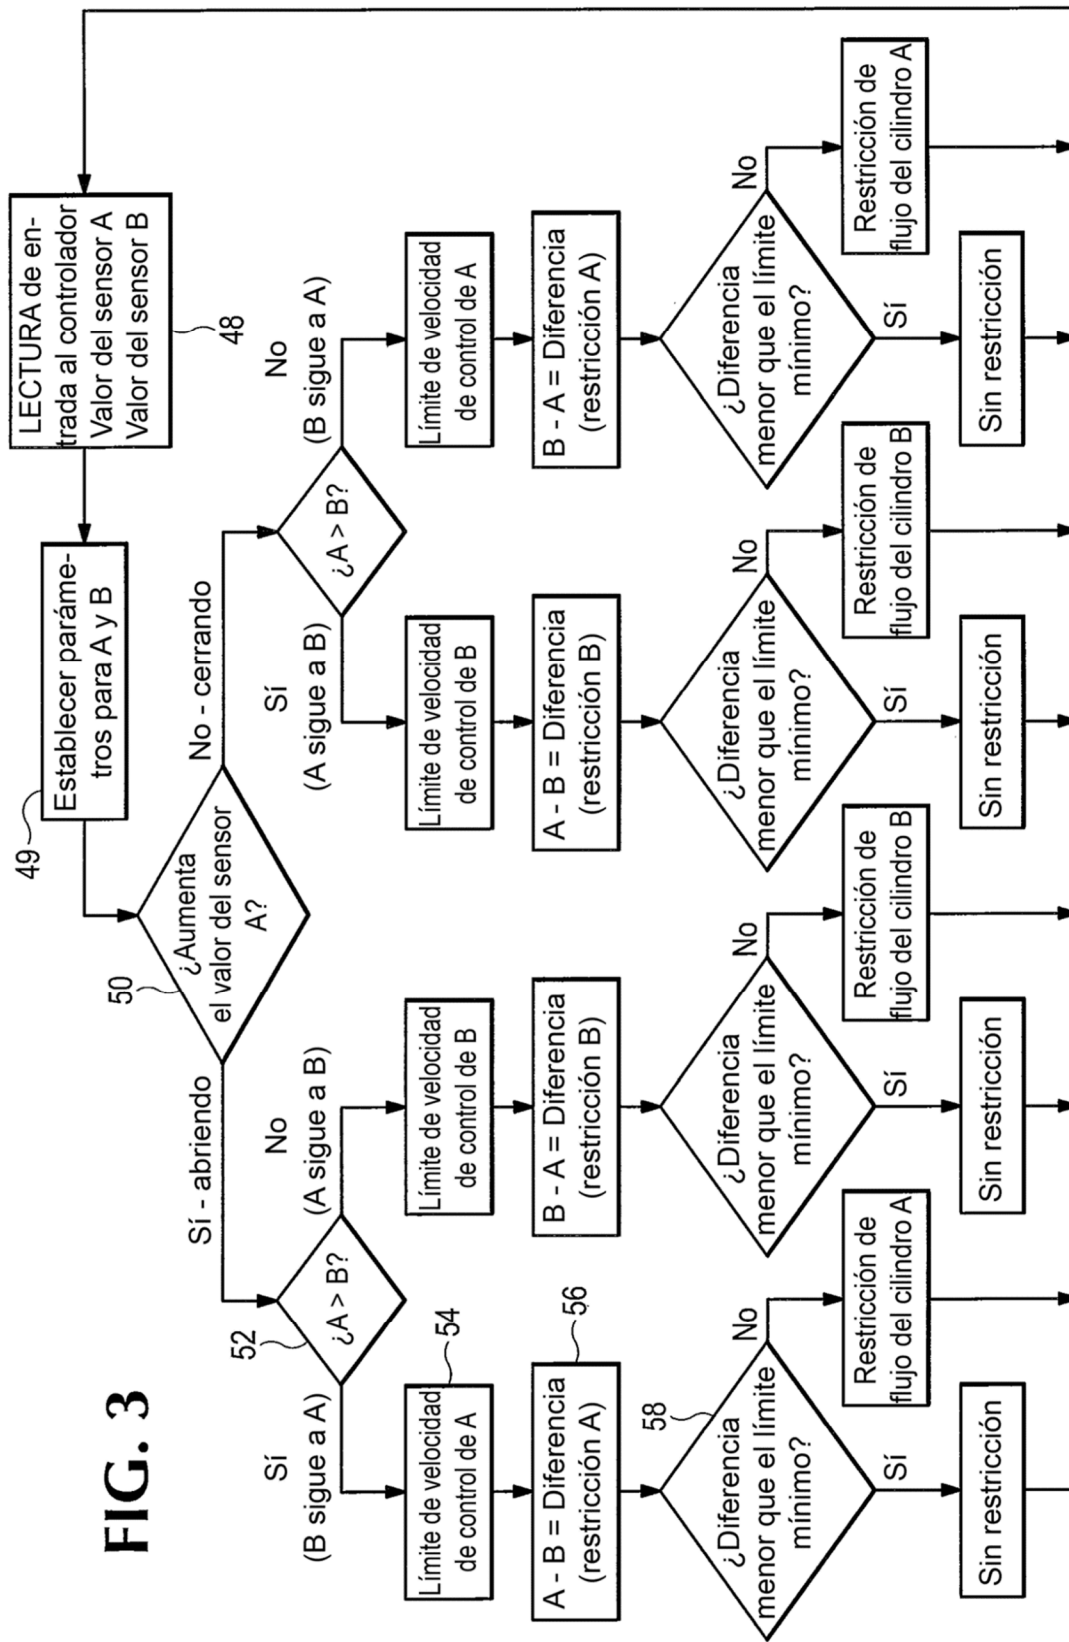 FIG. 3
LECTURA de en-
trada al controlador
Valor del sensor A
Valor del sensor B
48
Establecer paráme-
tros para A y B
49
¿Aumenta
el valor del sensor
A?
50
Sí - abriendo
No - cerrando
¿A > B?
52
Sí
(B sigue a A)
No
(A sigue a B)
¿A > B?
Sí
(A sigue a B)
No
(B sigue a A)
Límite de velocidad
de control de A
54
Límite de velocidad
de control de B
Límite de velocidad
de control de B
Límite de velocidad
de control de A
A - B = Diferencia
(restricción A)
56
B - A = Diferencia
(restricción B)
A - B = Diferencia
(restricción B)
B - A = Diferencia
(restricción A)
¿Diferencia
menor que el límite
mínimo?
58
No
Sí
¿Diferencia
menor que el límite
mínimo?
No
Sí
¿Diferencia
menor que el límite
mínimo?
No
Sí
¿Diferencia
menor que el límite
mínimo?
No
Sí
Sin restricción
Restricción de
flujo del cilindro A
Sin restricción
Restricción de
flujo del cilindro B
Sin restricción
Restricción de
flujo del cilindro B
Sin restricción
Restricción de
flujo del cilindro A